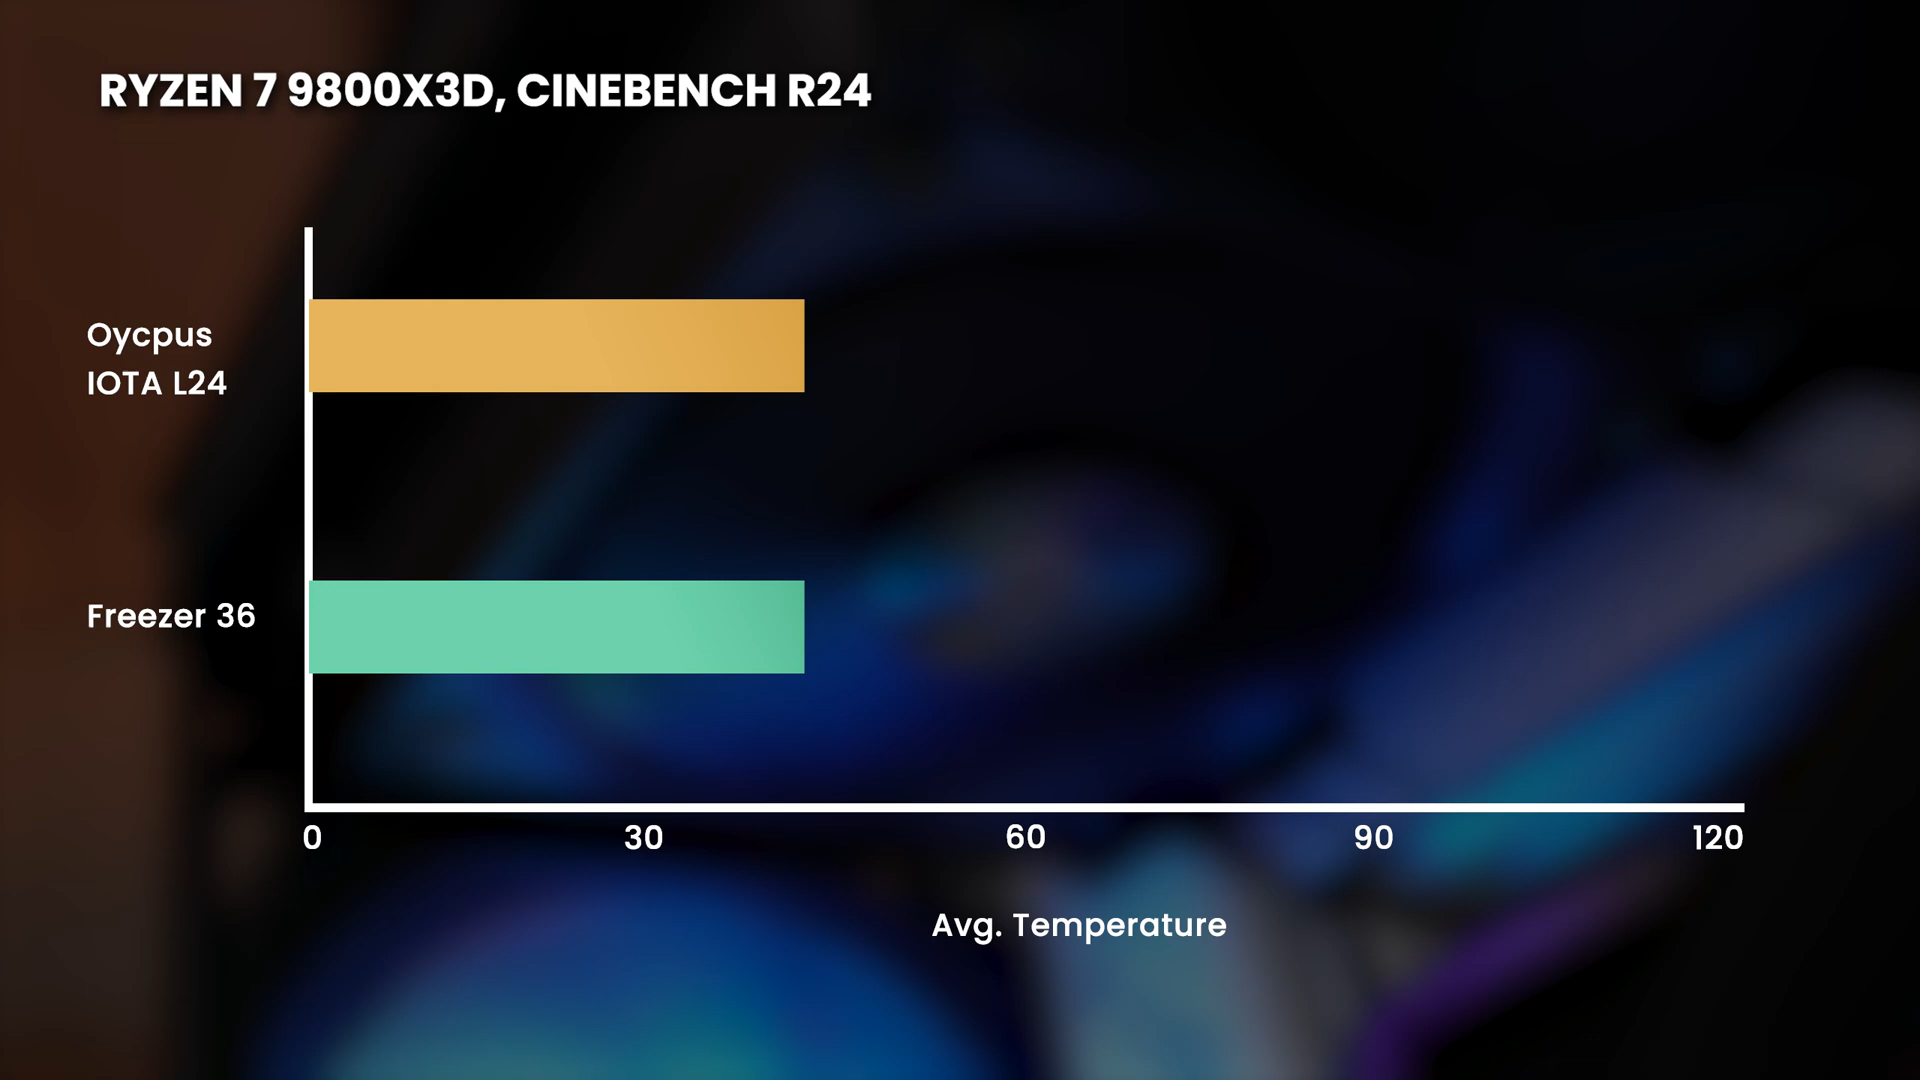 RYZEN 7 9800X3D, CINEBENCH R24
Oycpus
IOTA L24
Freezer 36
0 30 60 90 120
Avg. Temperature